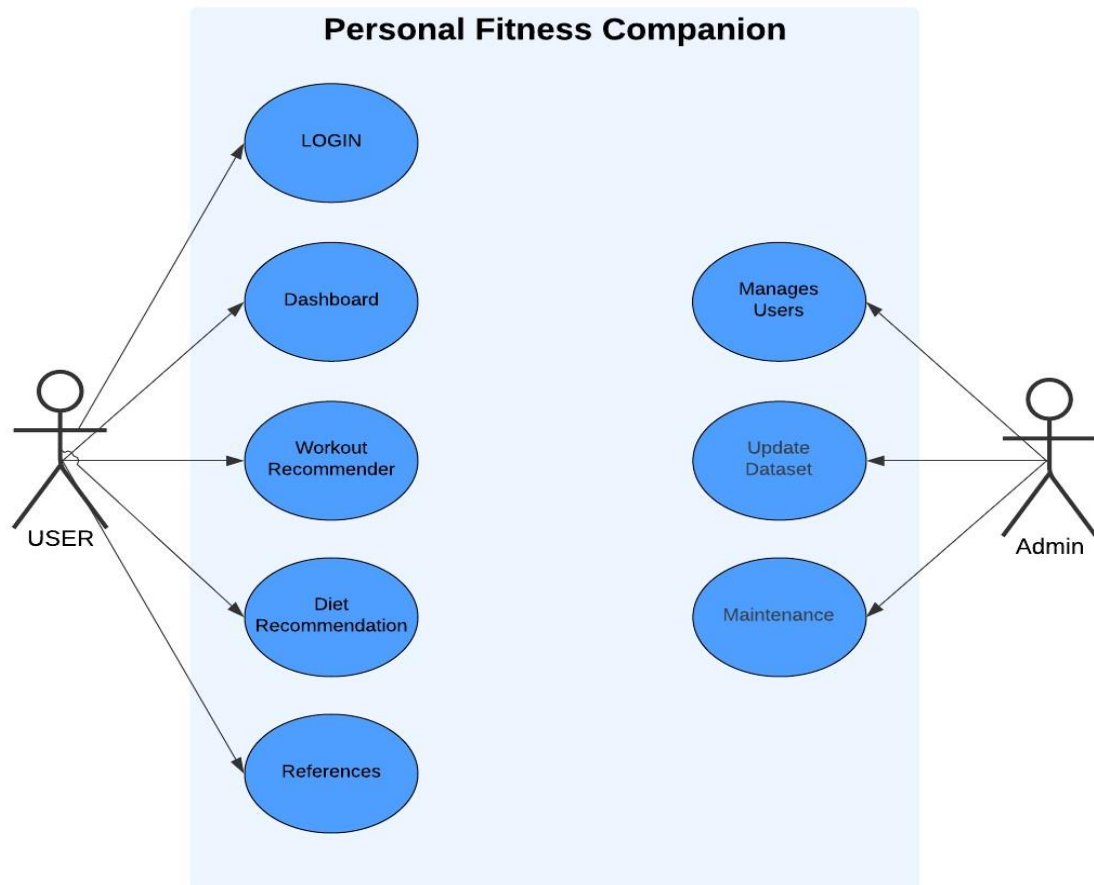 Personal Fitness Companion
LOGIN
Dashboard
Manages
Users
Workout
Recommender
Update
Dataset
USER
Admin
Diet
Recommendation
Maintenance
References